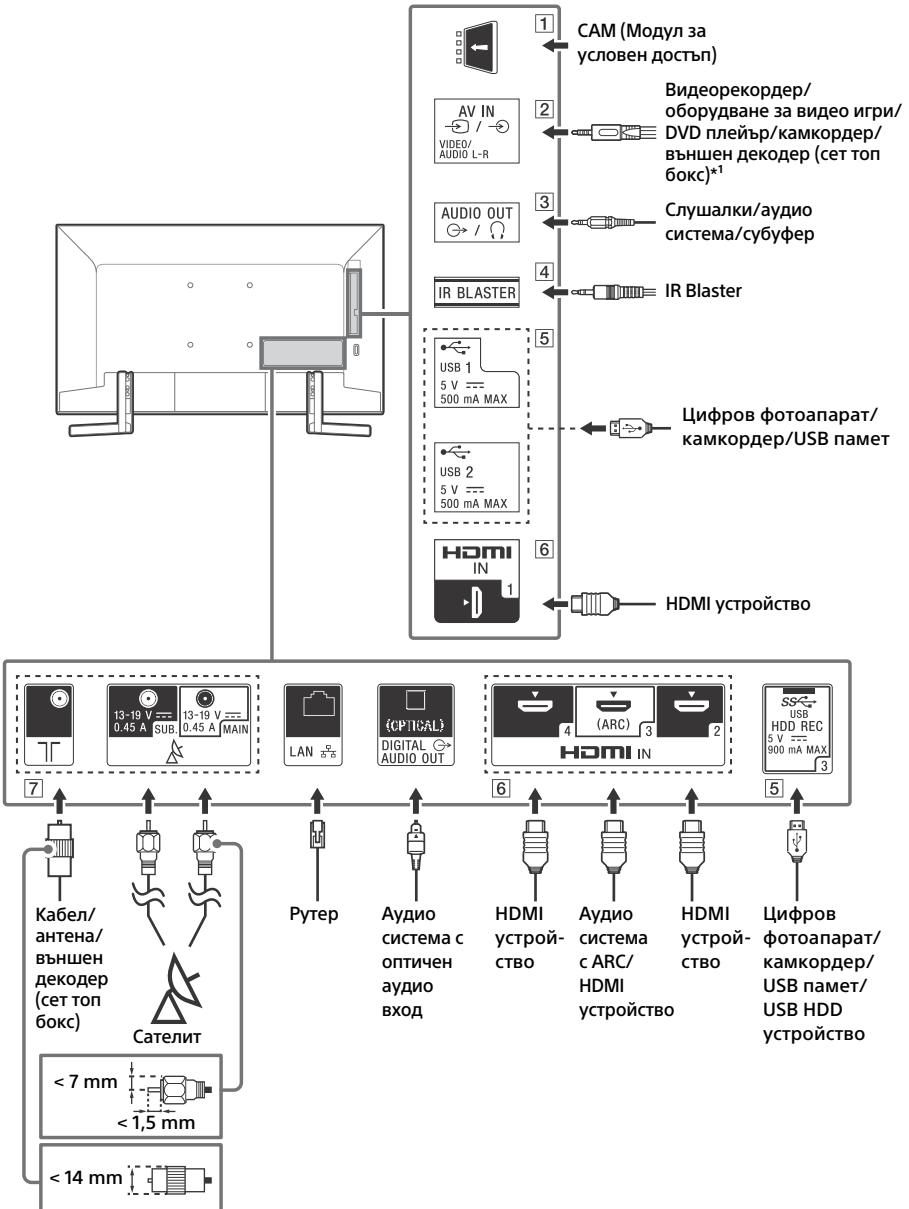 1
CAM (Модул за
условен достъп)
AV IN
/
VIDEO/
AUDIO L-R
2
Видеорекордер/
оборудване за видео игри/
DVD плейър/камкордер/
външен декодер (сет топ
бокс)*1
AUDIO OUT
/
3
Слушалки/аудио
система/субуфер
4
IR BLASTER
IR Blaster
5
USB 1
5 V
500 mA MAX
Цифров фотоапарат/
камкордер/USB памет
USB 2
5 V
500 mA MAX
6
HDMI
IN
1
HDMI устройство
13-19 V
0.45 A
SUB.
13-19 V
0.45 A
MAIN
LAN
(OPTICAL)
DIGITAL
AUDIO OUT
4
(ARC)
3
2
HDMI IN
SS
USB
HDD REC
5 V
900 mA MAX
3
7
6
5
Кабел/
антена/
външен
декодер
(сет топ
бокс)
Сателит
Рутер
Аудио
система с
оптичен
аудио
вход
HDMI
устрой-
ство
Аудио
система
с ARC/
HDMI
устройство
HDMI
устрой-
ство
Цифров
фотоапарат/
камкордер/
USB памет/
USB HDD
устройство
< 7 mm
< 1,5 mm
< 14 mm